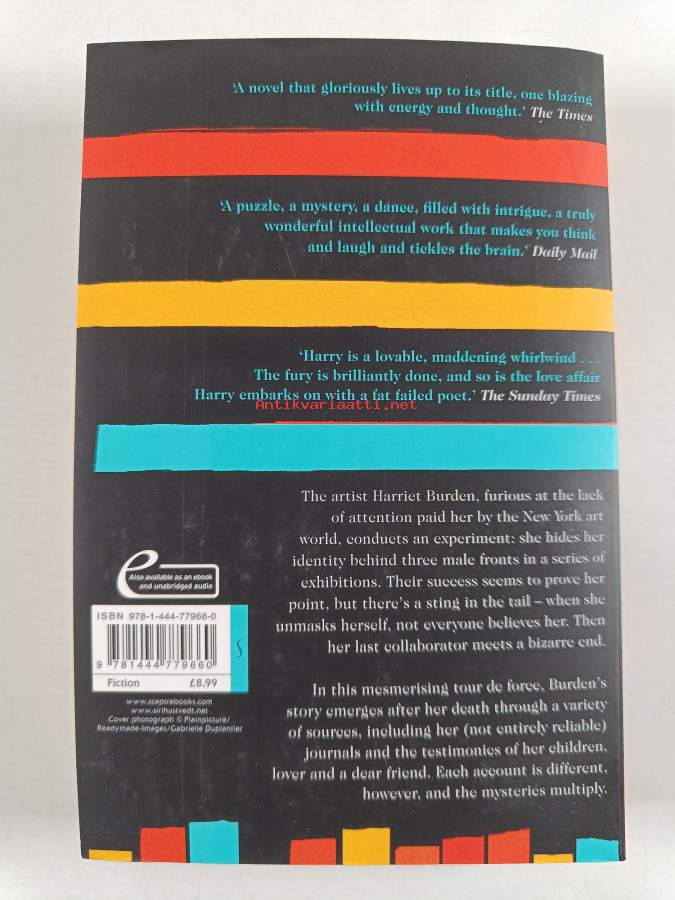 ‘A novel that gloriously lives up to its title, one blazing
with energy and thought.’ The Times
‘A puzzle, a mystery, a dance, filled with intrigue, a truly
wonderful intellectual work that makes you think
and laugh and tickles the brain.’ Daily Mail
‘Harry is a lovable, maddening whirlwind . . .
The fury is brilliantly done, and so is the love affair
Harry embarks on with a fat failed poet.’ The Sunday Times
Antikvariaatti.net
The artist Harriet Burden, furious at the lack
of attention paid her by the New York art
world, conducts an experiment: she hides her
identity behind three male fronts in a series of
exhibitions. Their success seems to prove her
point, but there’s a sting in the tail – when she
unmasks herself, not everyone believes her. Then
her last collaborator meets a bizarre end.
In this mesmerising tour de force, Burden’s
story emerges after her death through a variety
of sources, including her (not entirely reliable)
journals and the testimonies of her children,
lover and a dear friend. Each account is different,
however, and the mysteries multiply.
e
Also available as an ebook
and unabridged audio
ISBN 978-1-444-77966-0
9 781444 779660
Fiction £8.99
www.sceptrebooks.com
www.sirihustvedt.net
Cover photograph © Plainpicture/
Readymade-Images/Gabrielle Duplantier